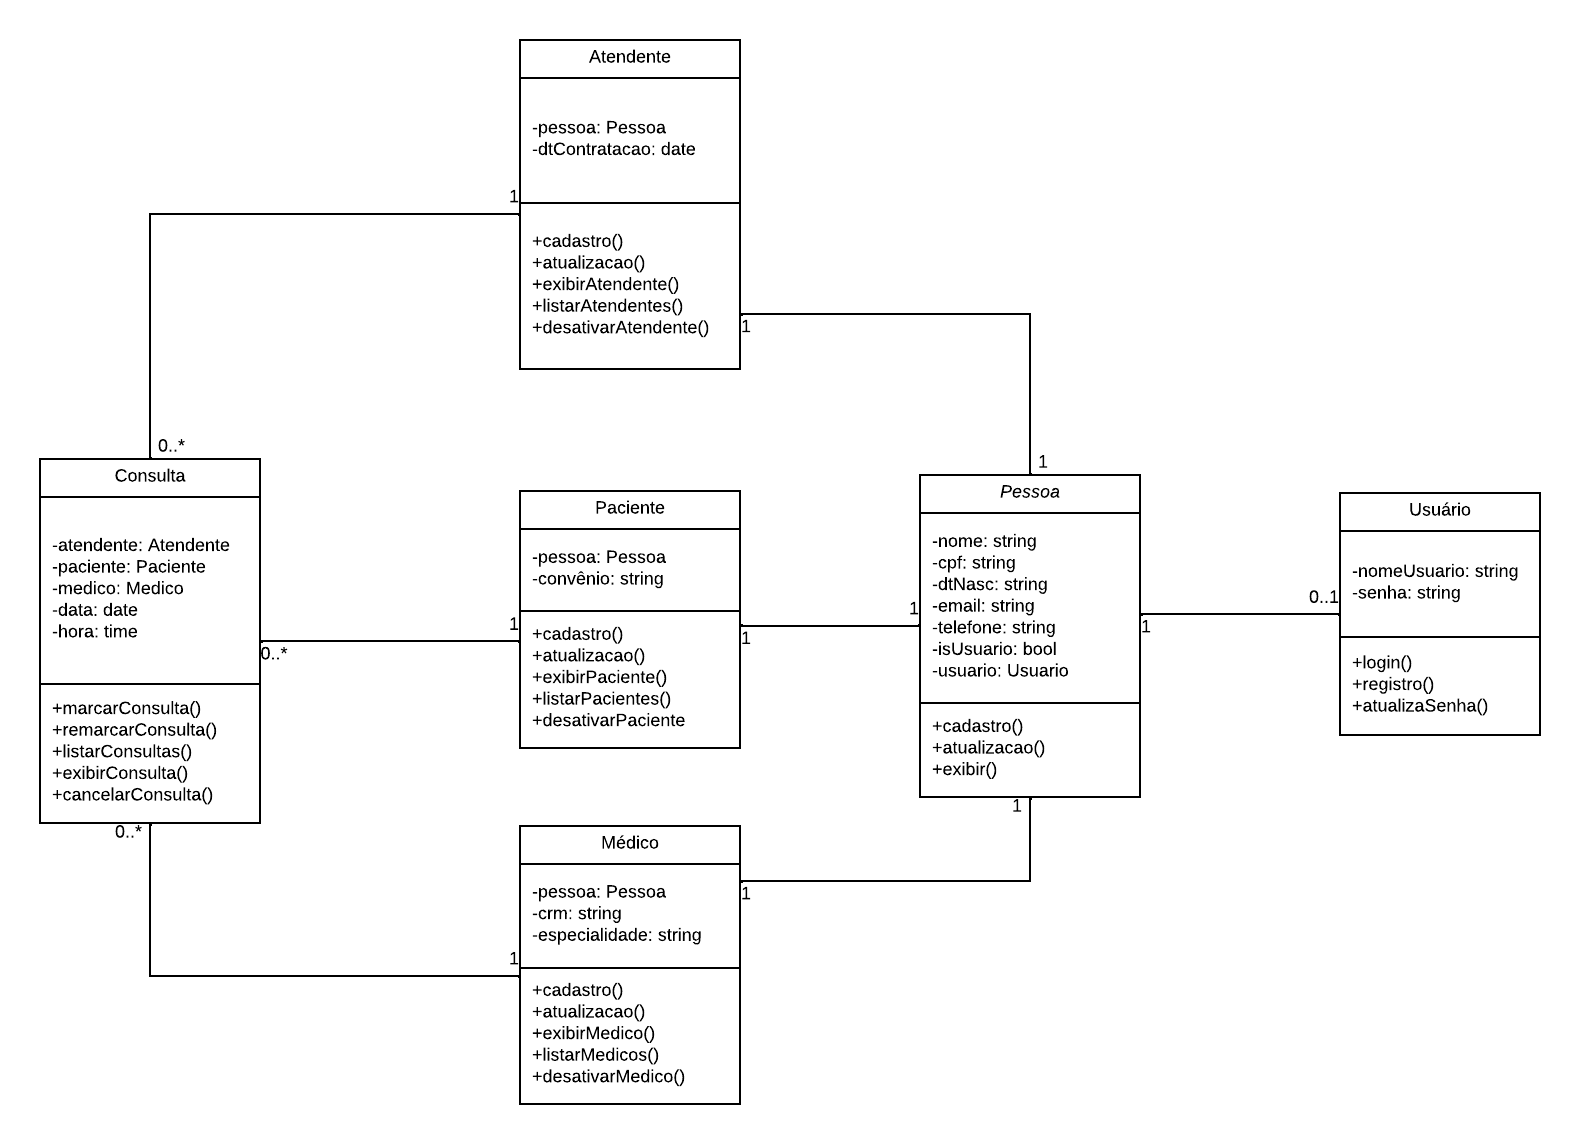 Atendente
-pessoa: Pessoa
-dtContratacao: date
+cadastro()
+atualizacao()
+exibirAtendente()
+listarAtendentes()
+desativarAtendente()
1
1
0..*
1
Consulta
-atendente: Atendente
-paciente: Paciente
-medico: Medico
-data: date
-hora: time
+marcarConsulta()
+remarcarConsulta()
+listarConsultas()
+exibirConsulta()
+cancelarConsulta()
0..*
0..*
1
Paciente
-pessoa: Pessoa
-convênio: string
+cadastro()
+atualizacao()
+exibirPaciente()
+listarPacientes()
+desativarPaciente
1
1
Pessoa
-nome: string
-cpf: string
-dtNasc: string
-email: string
-telefone: string
-isUsuario: bool
-usuario: Usuario
+cadastro()
+atualizacao()
+exibir()
1
0..1
1
Usuário
-nomeUsuario: string
-senha: string
+login()
+registro()
+atualizaSenha()
Médico
-pessoa: Pessoa
-crm: string
-especialidade: string
+cadastro()
+atualizacao()
+exibirMedico()
+listarMedicos()
+desativarMedico()
1
1